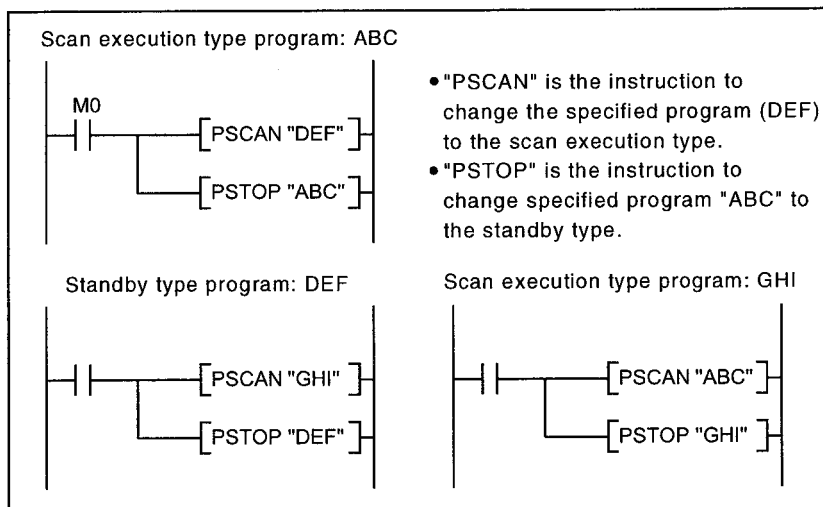 Scan execution type program: ABC
M0
PSCAN "DEF"
PSTOP "ABC"
• "PSCAN" is the instruction to
change the specified program (DEF)
to the scan execution type.
• "PSTOP" is the instruction to
change specified program "ABC" to
the standby type.
Standby type program: DEF
PSCAN "GHI"
PSTOP "DEF"
Scan execution type program: GHI
PSCAN "ABC"
PSTOP "GHI"